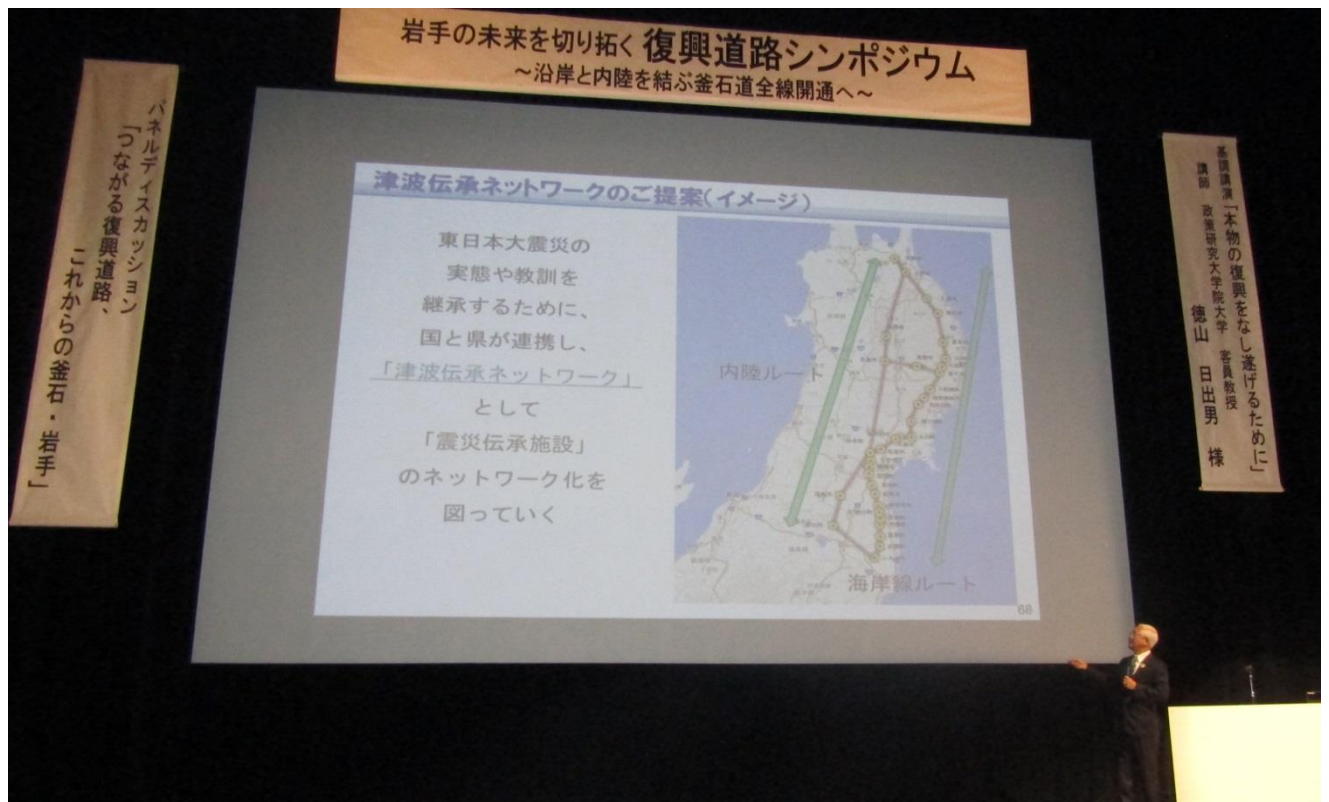 岩手の未来を切り拓く 復興道路シンポジウム
~沿岸と内陸を結ぶ釜石道全線開通へ~
パネルディスカッション
「つながる復興道路、
これからの釜石・岩手」
津波伝承ネットワークのご提案(イメージ)
東日本大震災の
実態や教訓を
継承するために、
国と県が連携し、
「津波伝承ネットワーク」
として
「震災伝承施設」
のネットワーク化を
図っていく
内陸ルート
海岸線ルート
68
基調講演「本物の復興をなし遂げるために」
講師 政策研究大学院大学 客員教授
徳山 日出男 様